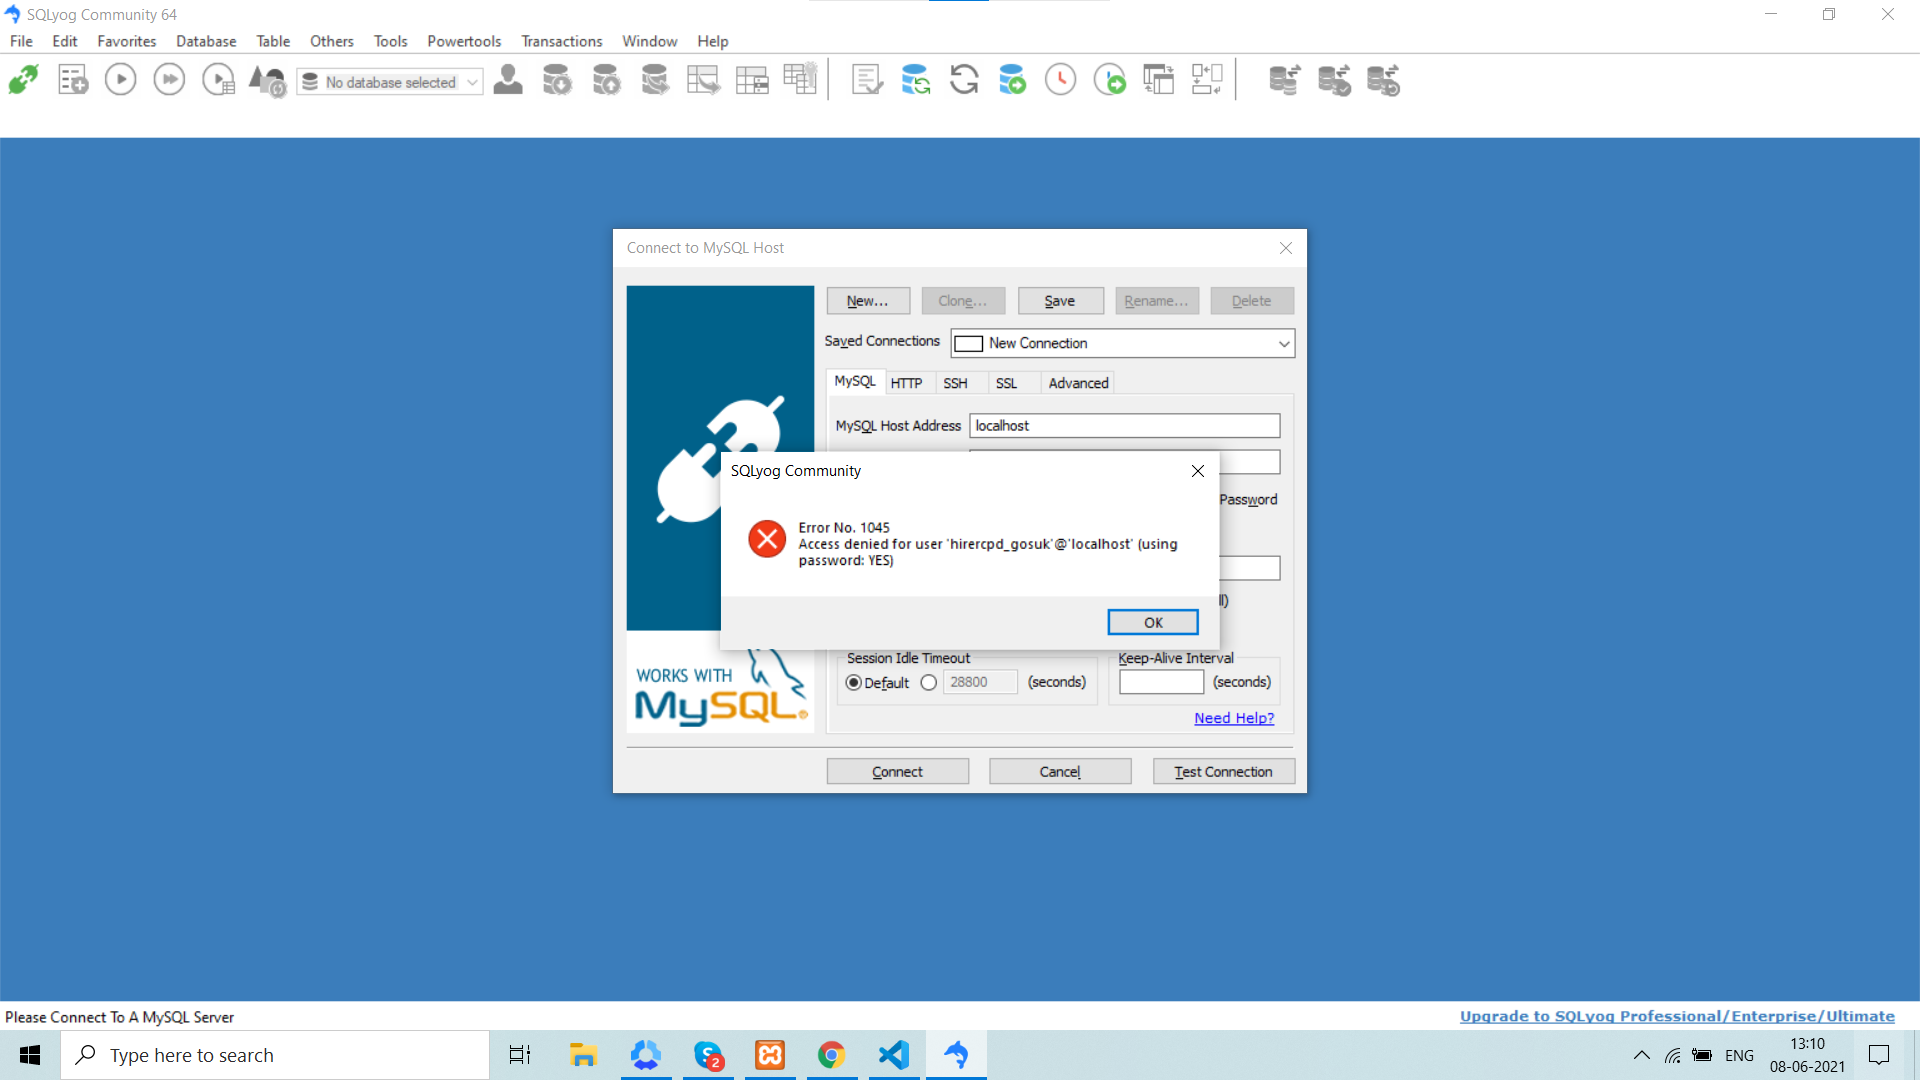 SQLyog Community 64
File Edit Favorites Database Table Others Tools Powertools Transactions Window Help
No database selected
Connect to MySQL Host
New... Clone... Save Rename... Delete
Saved Connections New Connection
MySQL HTTP SSH SSL Advanced
MySQL Host Address localhost
SQLyog Community
Password
Error No. 1045
Access denied for user 'hirercpd_gosuk'@'localhost' (using
password: YES)
OK
Session Idle Timeout Keep-Alive Interval
Default 28800 (seconds) (seconds)
WORKS WITH
MySQL®
Need Help?
Connect Cancel Test Connection
Please Connect To A MySQL Server Upgrade to SQLyog Professional/Enterprise/Ultimate
Type here to search
2
ENG
13:10
08-06-2021